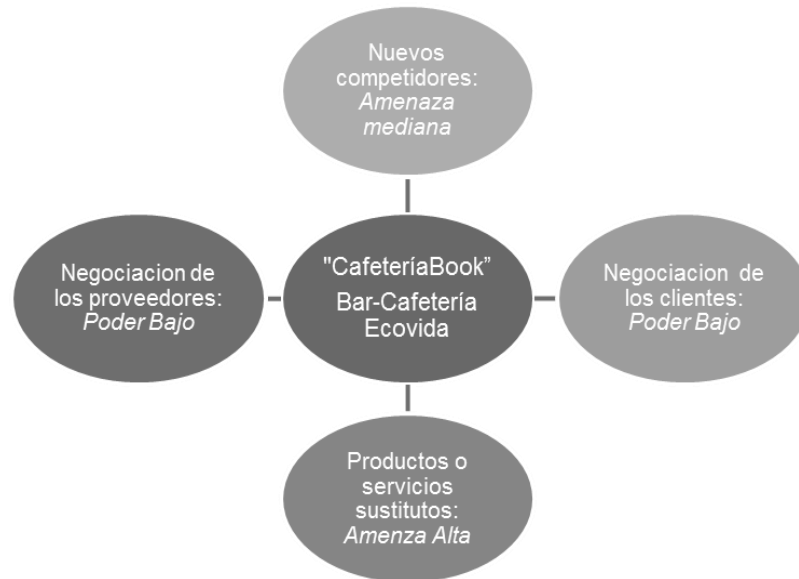 Nuevos
competidores:
Amenaza
mediana
Negociacion de
los proveedores:
Poder Bajo
"CafeteríaBook”
Bar-Cafetería
Ecovida
Negociacion de
los clientes:
Poder Bajo
Productos o
servicios
sustitutos:
Amenza Alta